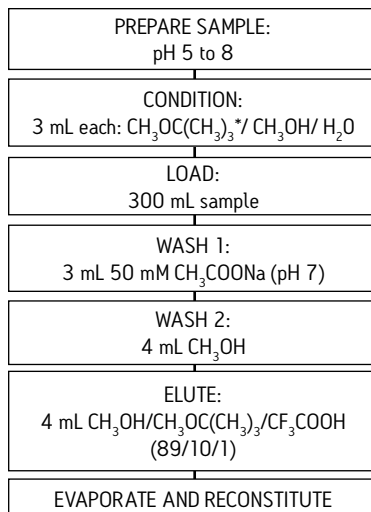 PREPARE SAMPLE:
pH 5 to 8
CONDITION:
3 mL each: CH₃OC(CH₃)₃*/ CH₃OH/ H₂0
LOAD:
300 mL sample
WASH 1:
3 mL 50 mM CH₃COONa (pH 7)
WASH 2:
4 mL CH₃OH
ELUTE:
4 mL CH₃OH/CH₃OC(CH₃)₃/CF₃COOH
(89/10/1)
EVAPORATE AND RECONSTITUTE